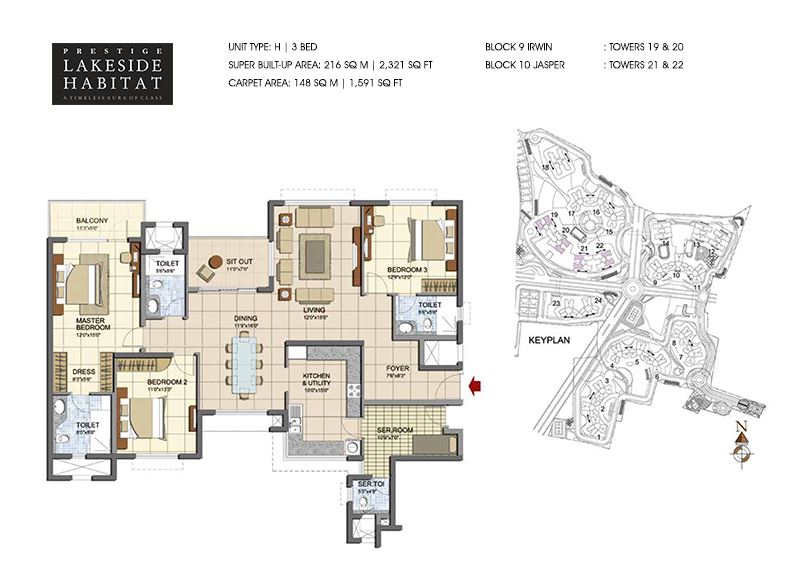 PRESTIGE
LAKESIDE
HABITAT
A TIMELESS AURA OF CLASS
UNIT TYPE: H | 3 BED
SUPER BUILT-UP AREA: 216 SQ M | 2,321 SQ FT
CARPET AREA: 148 SQ M | 1,591 SQ FT
BLOCK 9 IRWIN : TOWERS 19 & 20
BLOCK 10 JASPER : TOWERS 21 & 22
BALCONY
13'3"x5'0"
TOILET
5'6"x8'6"
SIT OUT
11'0"x7'0"
BEDROOM 3
12'9"x12'0"
MASTER
BEDROOM
12'0"x15'0"
DINING
11'9"x16'0"
LIVING
12'0"x18'6"
TOILET
8'6"x5'6"
DRESS
8'3"x5'6"
BEDROOM 2
11'0"x13'3"
KITCHEN
& UTILITY
10'0"x15'0"
FOYER
7'6"x8'3"
TOILET
8'0"x8'0"
SER.ROOM
10'9"x7'0"
SER.TOI
5'3"x4'9"
KEYPLAN
18
19
20
17
16
15
21
22
14
13
12
11
10
9
23
24
8
7
6
5
4
3
2
1
N